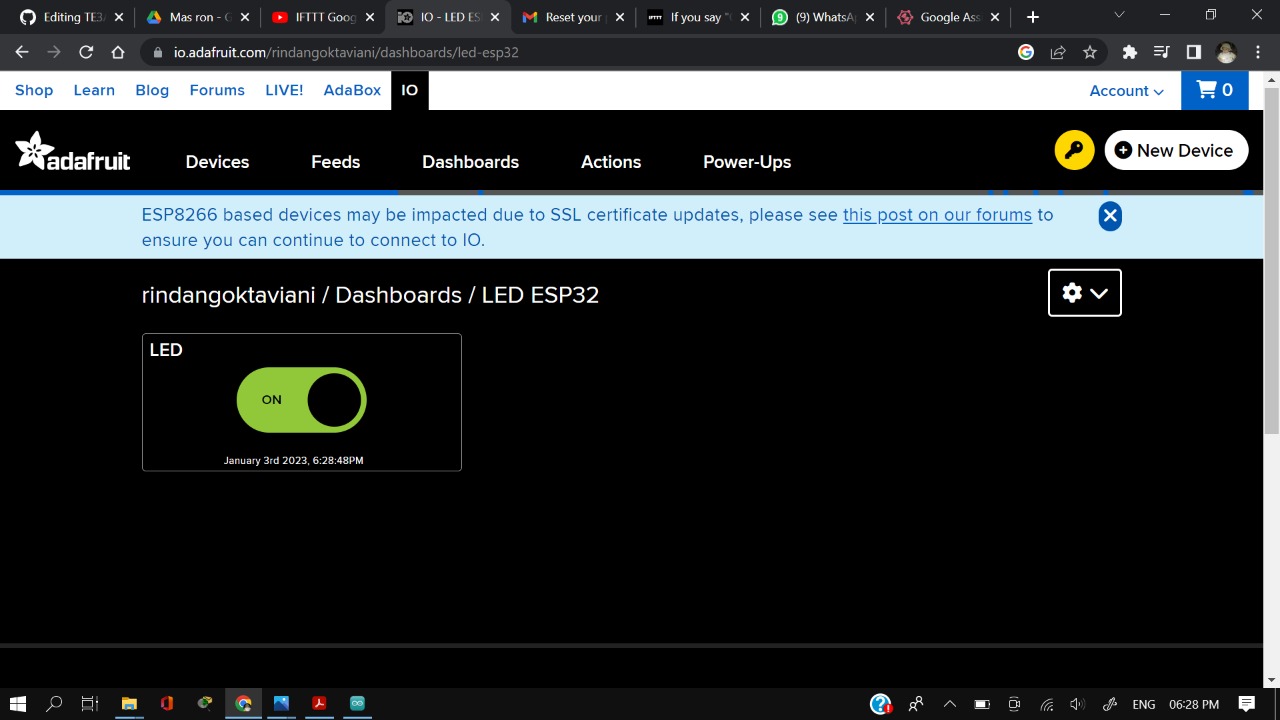 Editing TE3A
Mas ron - G
IFTTT Goog
IO - LED ES
Reset your p
If you say "
(9) WhatsA
Google Ass
io.adafruit.com/rindangoktaviani/dashboards/led-esp32
Shop Learn Blog Forums LIVE! AdaBox IO Account 0
adafruit Devices Feeds Dashboards Actions Power-Ups New Device
ESP8266 based devices may be impacted due to SSL certificate updates, please see this post on our forums to
ensure you can continue to connect to IO.
rindangoktaviani / Dashboards / LED ESP32
LED
ON
January 3rd 2023, 6:28:48PM
ENG 06:28 PM